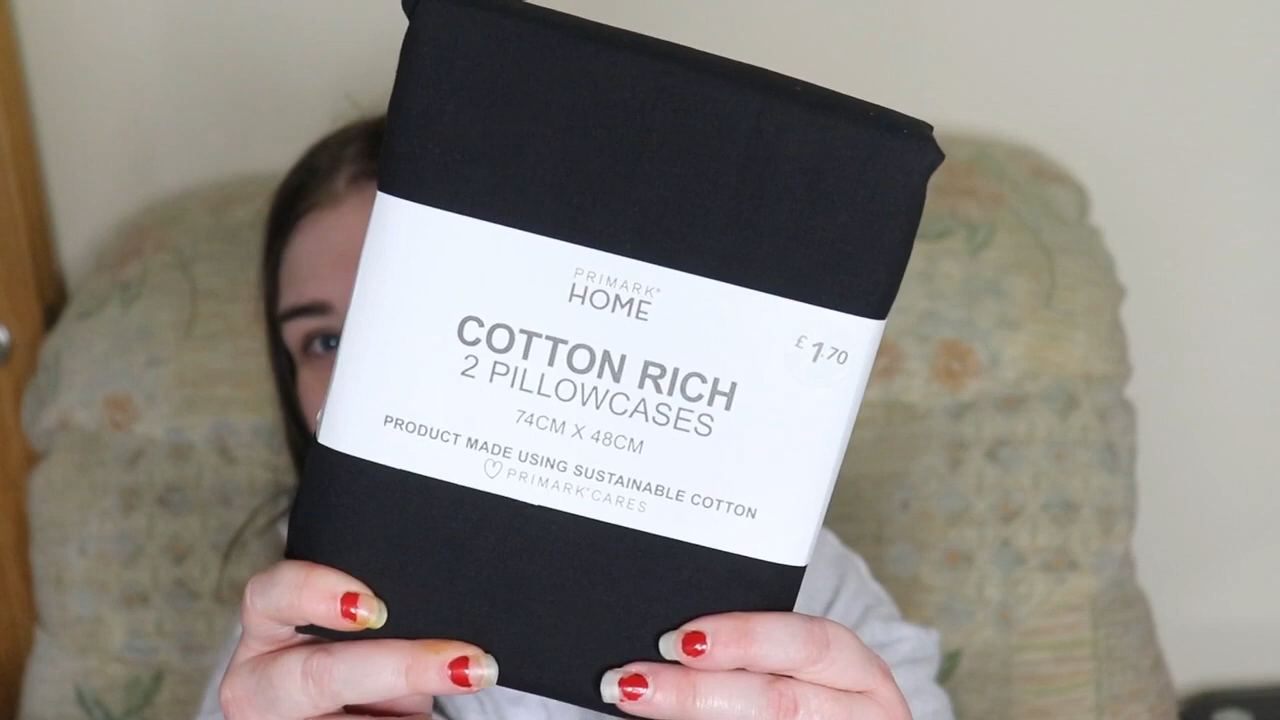 PRIMARK®
HOME
£1.70
COTTON RICH
2 PILLOWCASES
74CM X 48CM
PRODUCT MADE USING SUSTAINABLE COTTON
PRIMARK®CARES